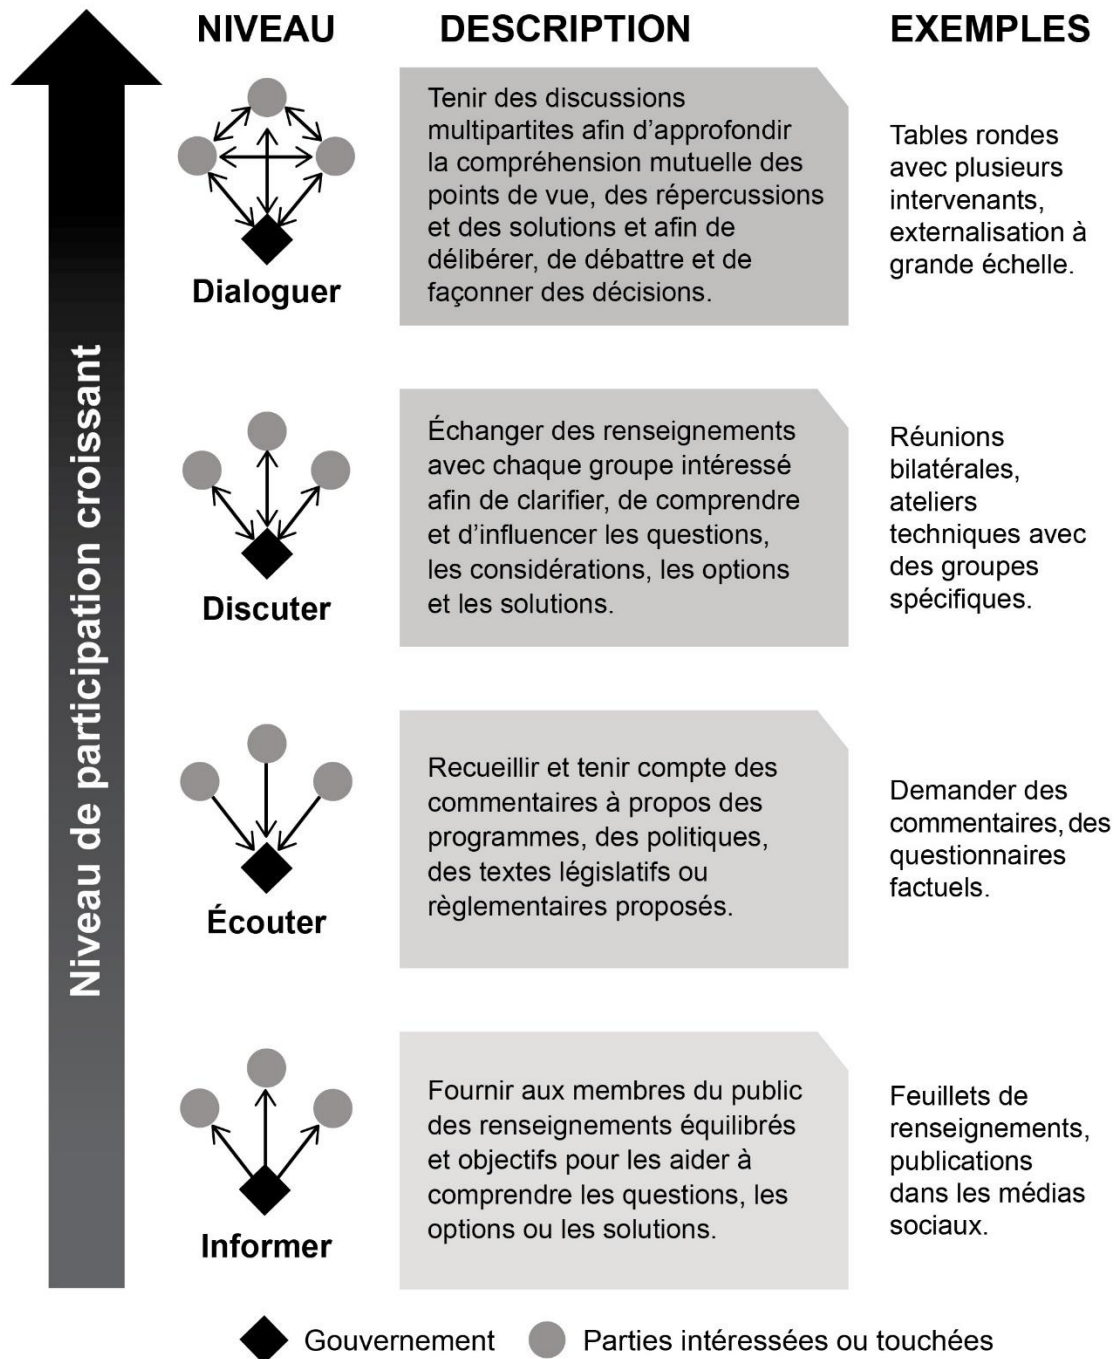 NIVEAU
DESCRIPTION
EXEMPLES
Niveau de participation croissant
Dialoguer
Tenir des discussions
multipartites afin d’approfondir
la compréhension mutuelle des
points de vue, des répercussions
et des solutions et afin de
délibérer, de débattre et de
façonner des décisions.
Tables rondes
avec plusieurs
intervenants,
externalisation à
grande échelle.
Discuter
Échanger des renseignements
avec chaque groupe intéressé
afin de clarifier, de comprendre
et d’influencer les questions,
les considérations, les options
et les solutions.
Réunions
bilatérales,
ateliers
techniques avec
des groupes
spécifiques.
Écouter
Recueillir et tenir compte des
commentaires à propos des
programmes, des politiques,
des textes législatifs ou
règlementaires proposés.
Demander des
commentaires, des
questionnaires
factuels.
Informer
Fournir aux membres du public
des renseignements équilibrés
et objectifs pour les aider à
comprendre les questions, les
options ou les solutions.
Feuillets de
renseignements,
publications
dans les médias
sociaux.
Gouvernement
Parties intéressées ou touchées